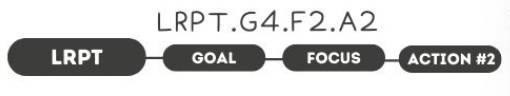 LRPT.G4.F2.A2
LRPT GOAL FOCUS ACTION #2